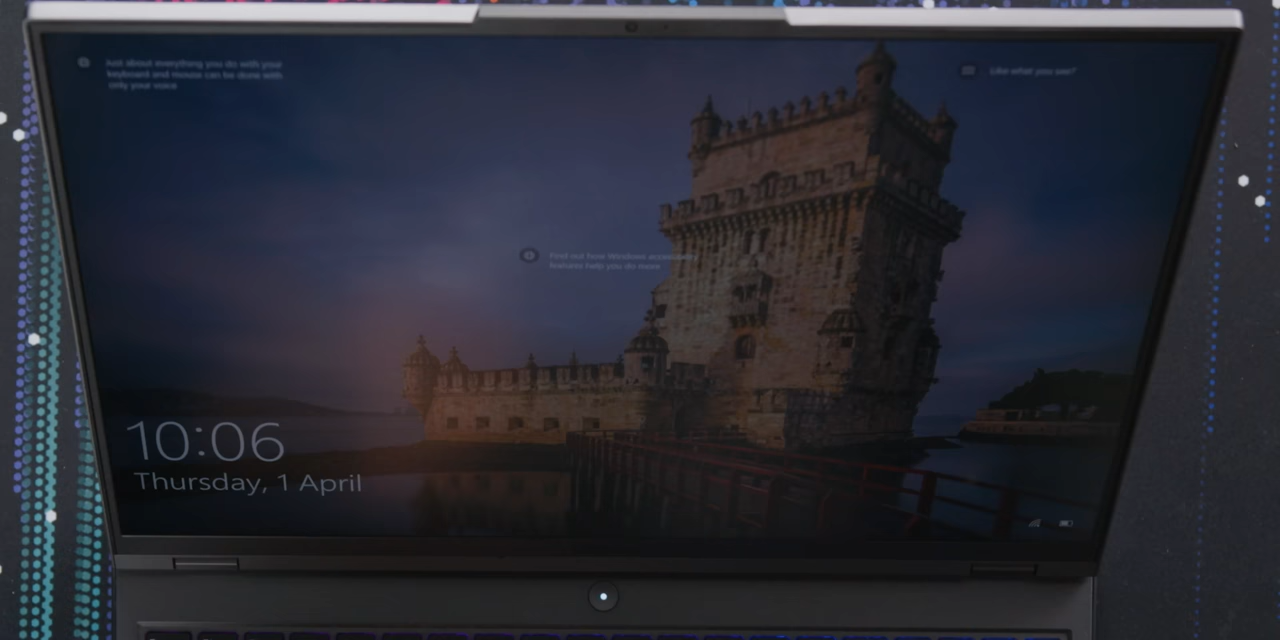 Just about everything you do with your
keyboard and mouse can be done with
only your voice
Like what you see?
Find out how Windows accessibility
features help you do more
10:06
Thursday, 1 April